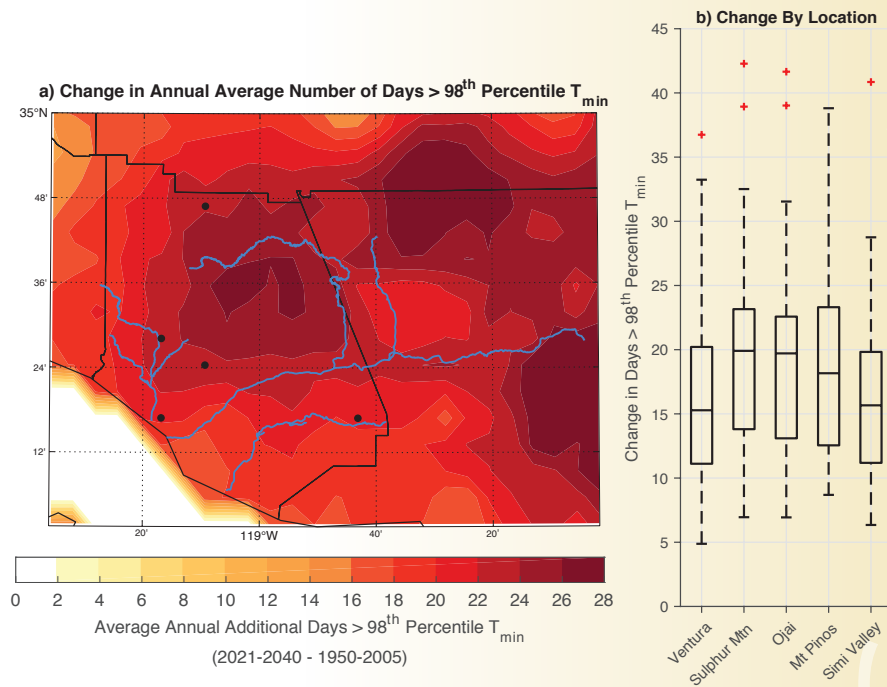 b) Change By Location
a) Change in Annual Average Number of Days > 98th Percentile Tmin
35°N
48'
36'
24'
12'
20'
119°W
40'
20'
0 2 4 6 8 10 12 14 16 18 20 22 24 26 28
Average Annual Additional Days > 98th Percentile Tmin
(2021-2040 - 1950-2005)
Change in Days > 98th Percentile Tmin
45
40
35
30
25
20
15
10
5
0
Ventura
Sulphur Mtn
Ojai
Mt Pinos
Simi Valley